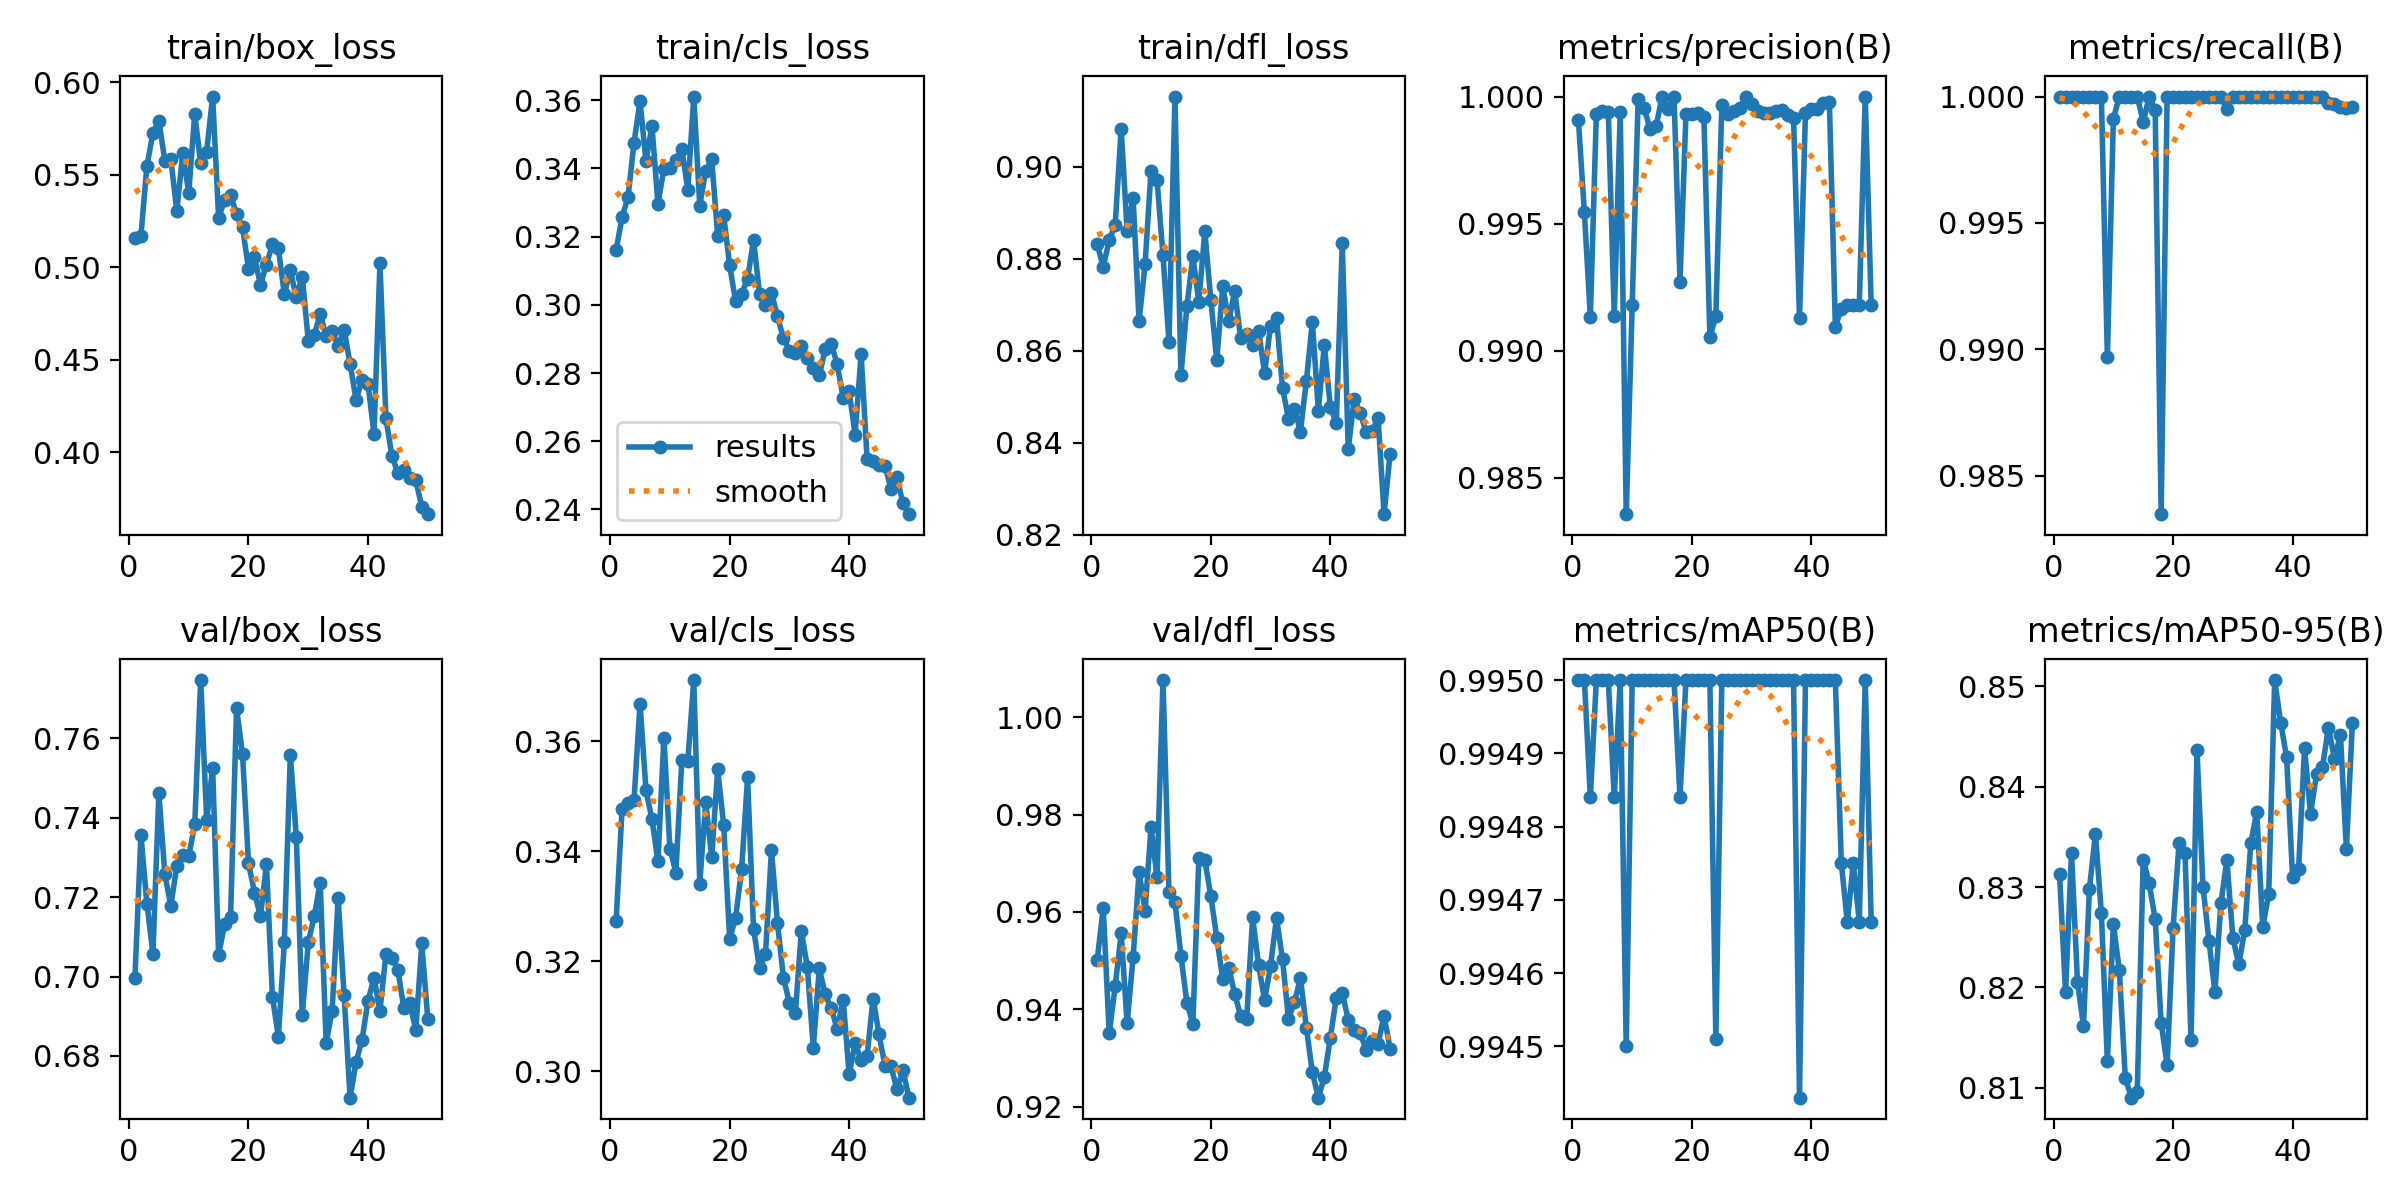 train/box_loss
train/cls_loss
train/dfl_loss
metrics/precision(B)
metrics/recall(B)
0.60
0.55
0.50
0.45
0.40
0 20 40
0.36
0.34
0.32
0.30
0.28
0.26
0.24
results
smooth
0 20 40
0.90
0.88
0.86
0.84
0.82
0 20 40
1.000
0.995
0.990
0.985
0 20 40
1.000
0.995
0.990
0.985
0 20 40
val/box_loss
val/cls_loss
val/dfl_loss
metrics/mAP50(B)
metrics/mAP50-95(B)
0.76
0.74
0.72
0.70
0.68
0 20 40
0.36
0.34
0.32
0.30
0 20 40
1.00
0.98
0.96
0.94
0.92
0 20 40
0.9950
0.9949
0.9948
0.9947
0.9946
0.9945
0 20 40
0.85
0.84
0.83
0.82
0.81
0 20 40